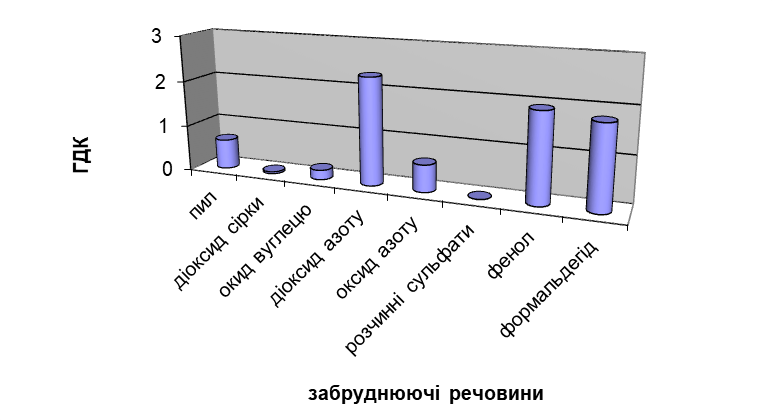 3
2
1
0
ГДК
пил
діоксид сірки
окид вуглецю
діоксид азоту
оксид азоту
розчинні сульфати
фенол
формальдегід
забруднюючі речовини